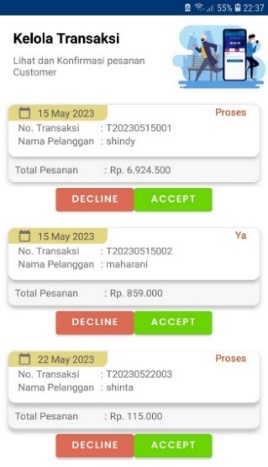 55% 22:37
Kelola Transaksi
Lihat dan Konfirmasi pesanan
Customer
15 May 2023 Proses
No. Transaksi : T20230515001
Nama Pelanggan : shindy
Total Pesanan : Rp. 6.924.500
DECLINE ACCEPT
15 May 2023 Ya
No. Transaksi : T20230515002
Nama Pelanggan : maharani
Total Pesanan : Rp. 859.000
DECLINE ACCEPT
22 May 2023 Proses
No. Transaksi : T20230522003
Nama Pelanggan : shinta
Total Pesanan : Rp. 115.000
DECLINE ACCEPT